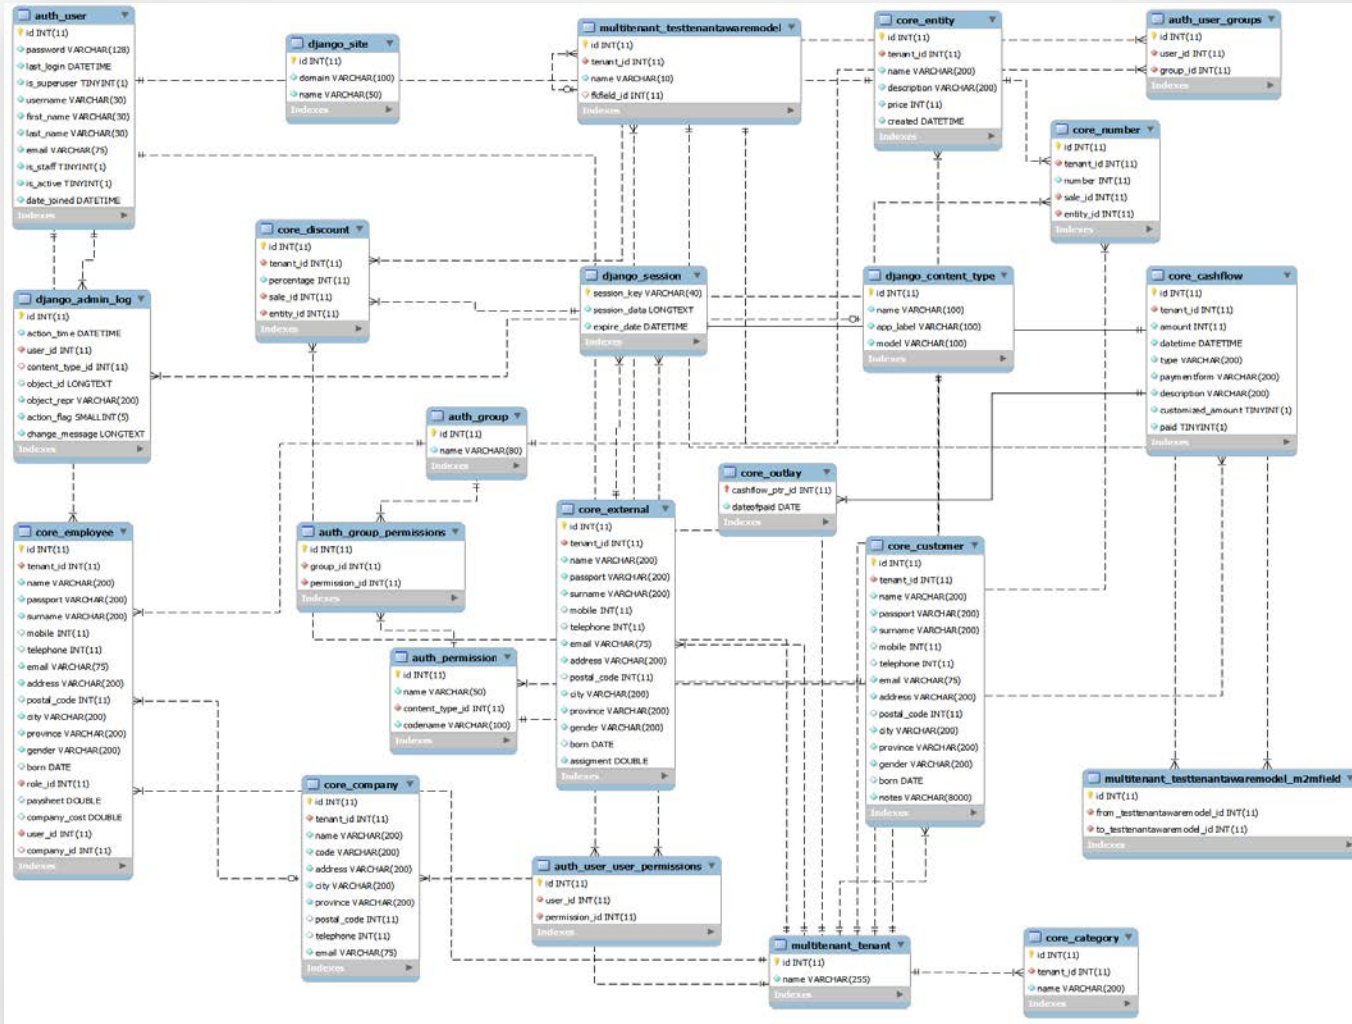 auth_user
id INT(11)
password VARCHAR(128)
last_login DATETIME
is_superuser TINYINT(1)
username VARCHAR(30)
first_name VARCHAR(30)
last_name VARCHAR(30)
email VARCHAR(75)
is_staff TINYINT(1)
is_active TINYINT(1)
date_joined DATETIME
Indexes
django_site
id INT(11)
domain VARCHAR(100)
name VARCHAR(50)
Indexes
multitenant_testtenantawaremodel
id INT(11)
tenant_id INT(11)
name VARCHAR(10)
fkfield_id INT(11)
Indexes
core_entity
id INT(11)
tenant_id INT(11)
name VARCHAR(200)
description VARCHAR(200)
price INT(11)
created DATETIME
Indexes
auth_user_groups
id INT(11)
user_id INT(11)
group_id INT(11)
Indexes
core_number
id INT(11)
tenant_id INT(11)
number INT(11)
sale_id INT(11)
entity_id INT(11)
Indexes
core_discount
id INT(11)
tenant_id INT(11)
percentage INT(11)
sale_id INT(11)
entity_id INT(11)
Indexes
django_session
session_key VARCHAR(40)
session_data LONGTEXT
expire_date DATETIME
Indexes
django_content_type
id INT(11)
name VARCHAR(100)
app_label VARCHAR(100)
model VARCHAR(100)
Indexes
core_cashflow
id INT(11)
tenant_id INT(11)
amount INT(11)
datetime DATETIME
type VARCHAR(200)
paymentform VARCHAR(200)
description VARCHAR(200)
customized_amount TINYINT(1)
paid TINYINT(1)
Indexes
django_admin_log
id INT(11)
action_time DATETIME
user_id INT(11)
content_type_id INT(11)
object_id LONGTEXT
object_repr VARCHAR(200)
action_flag SMALLINT(5)
change_message LONGTEXT
Indexes
auth_group
id INT(11)
name VARCHAR(80)
Indexes
core_outlay
cashflow_ptr_id INT(11)
dateofpaid DATE
Indexes
core_employee
id INT(11)
tenant_id INT(11)
name VARCHAR(200)
passport VARCHAR(200)
surname VARCHAR(200)
mobile INT(11)
telephone INT(11)
email VARCHAR(75)
address VARCHAR(200)
postal_code INT(11)
city VARCHAR(200)
province VARCHAR(200)
gender VARCHAR(200)
born DATE
role_id INT(11)
paysheet DOUBLE
company_cost DOUBLE
user_id INT(11)
company_id INT(11)
Indexes
auth_group_permissions
id INT(11)
group_id INT(11)
permission_id INT(11)
Indexes
core_external
id INT(11)
tenant_id INT(11)
name VARCHAR(200)
passport VARCHAR(200)
surname VARCHAR(200)
mobile INT(11)
telephone INT(11)
email VARCHAR(75)
address VARCHAR(200)
postal_code INT(11)
city VARCHAR(200)
province VARCHAR(200)
gender VARCHAR(200)
born DATE
assigment DOUBLE
Indexes
core_customer
id INT(11)
tenant_id INT(11)
name VARCHAR(200)
passport VARCHAR(200)
surname VARCHAR(200)
mobile INT(11)
telephone INT(11)
email VARCHAR(75)
address VARCHAR(200)
postal_code INT(11)
city VARCHAR(200)
province VARCHAR(200)
gender VARCHAR(200)
born DATE
notes VARCHAR(8000)
Indexes
auth_permission
id INT(11)
name VARCHAR(50)
content_type_id INT(11)
codename VARCHAR(100)
Indexes
core_company
id INT(11)
tenant_id INT(11)
name VARCHAR(200)
code VARCHAR(200)
address VARCHAR(200)
city VARCHAR(200)
province VARCHAR(200)
postal_code INT(11)
telephone INT(11)
email VARCHAR(75)
Indexes
multitenant_testtenantawaremodel_m2mfield
id INT(11)
from_testtenantawaremodel_id INT(11)
to_testtenantawaremodel_id INT(11)
Indexes
auth_user_user_permissions
id INT(11)
user_id INT(11)
permission_id INT(11)
Indexes
multitenant_tenant
id INT(11)
name VARCHAR(255)
Indexes
core_category
id INT(11)
tenant_id INT(11)
name VARCHAR(200)
Indexes